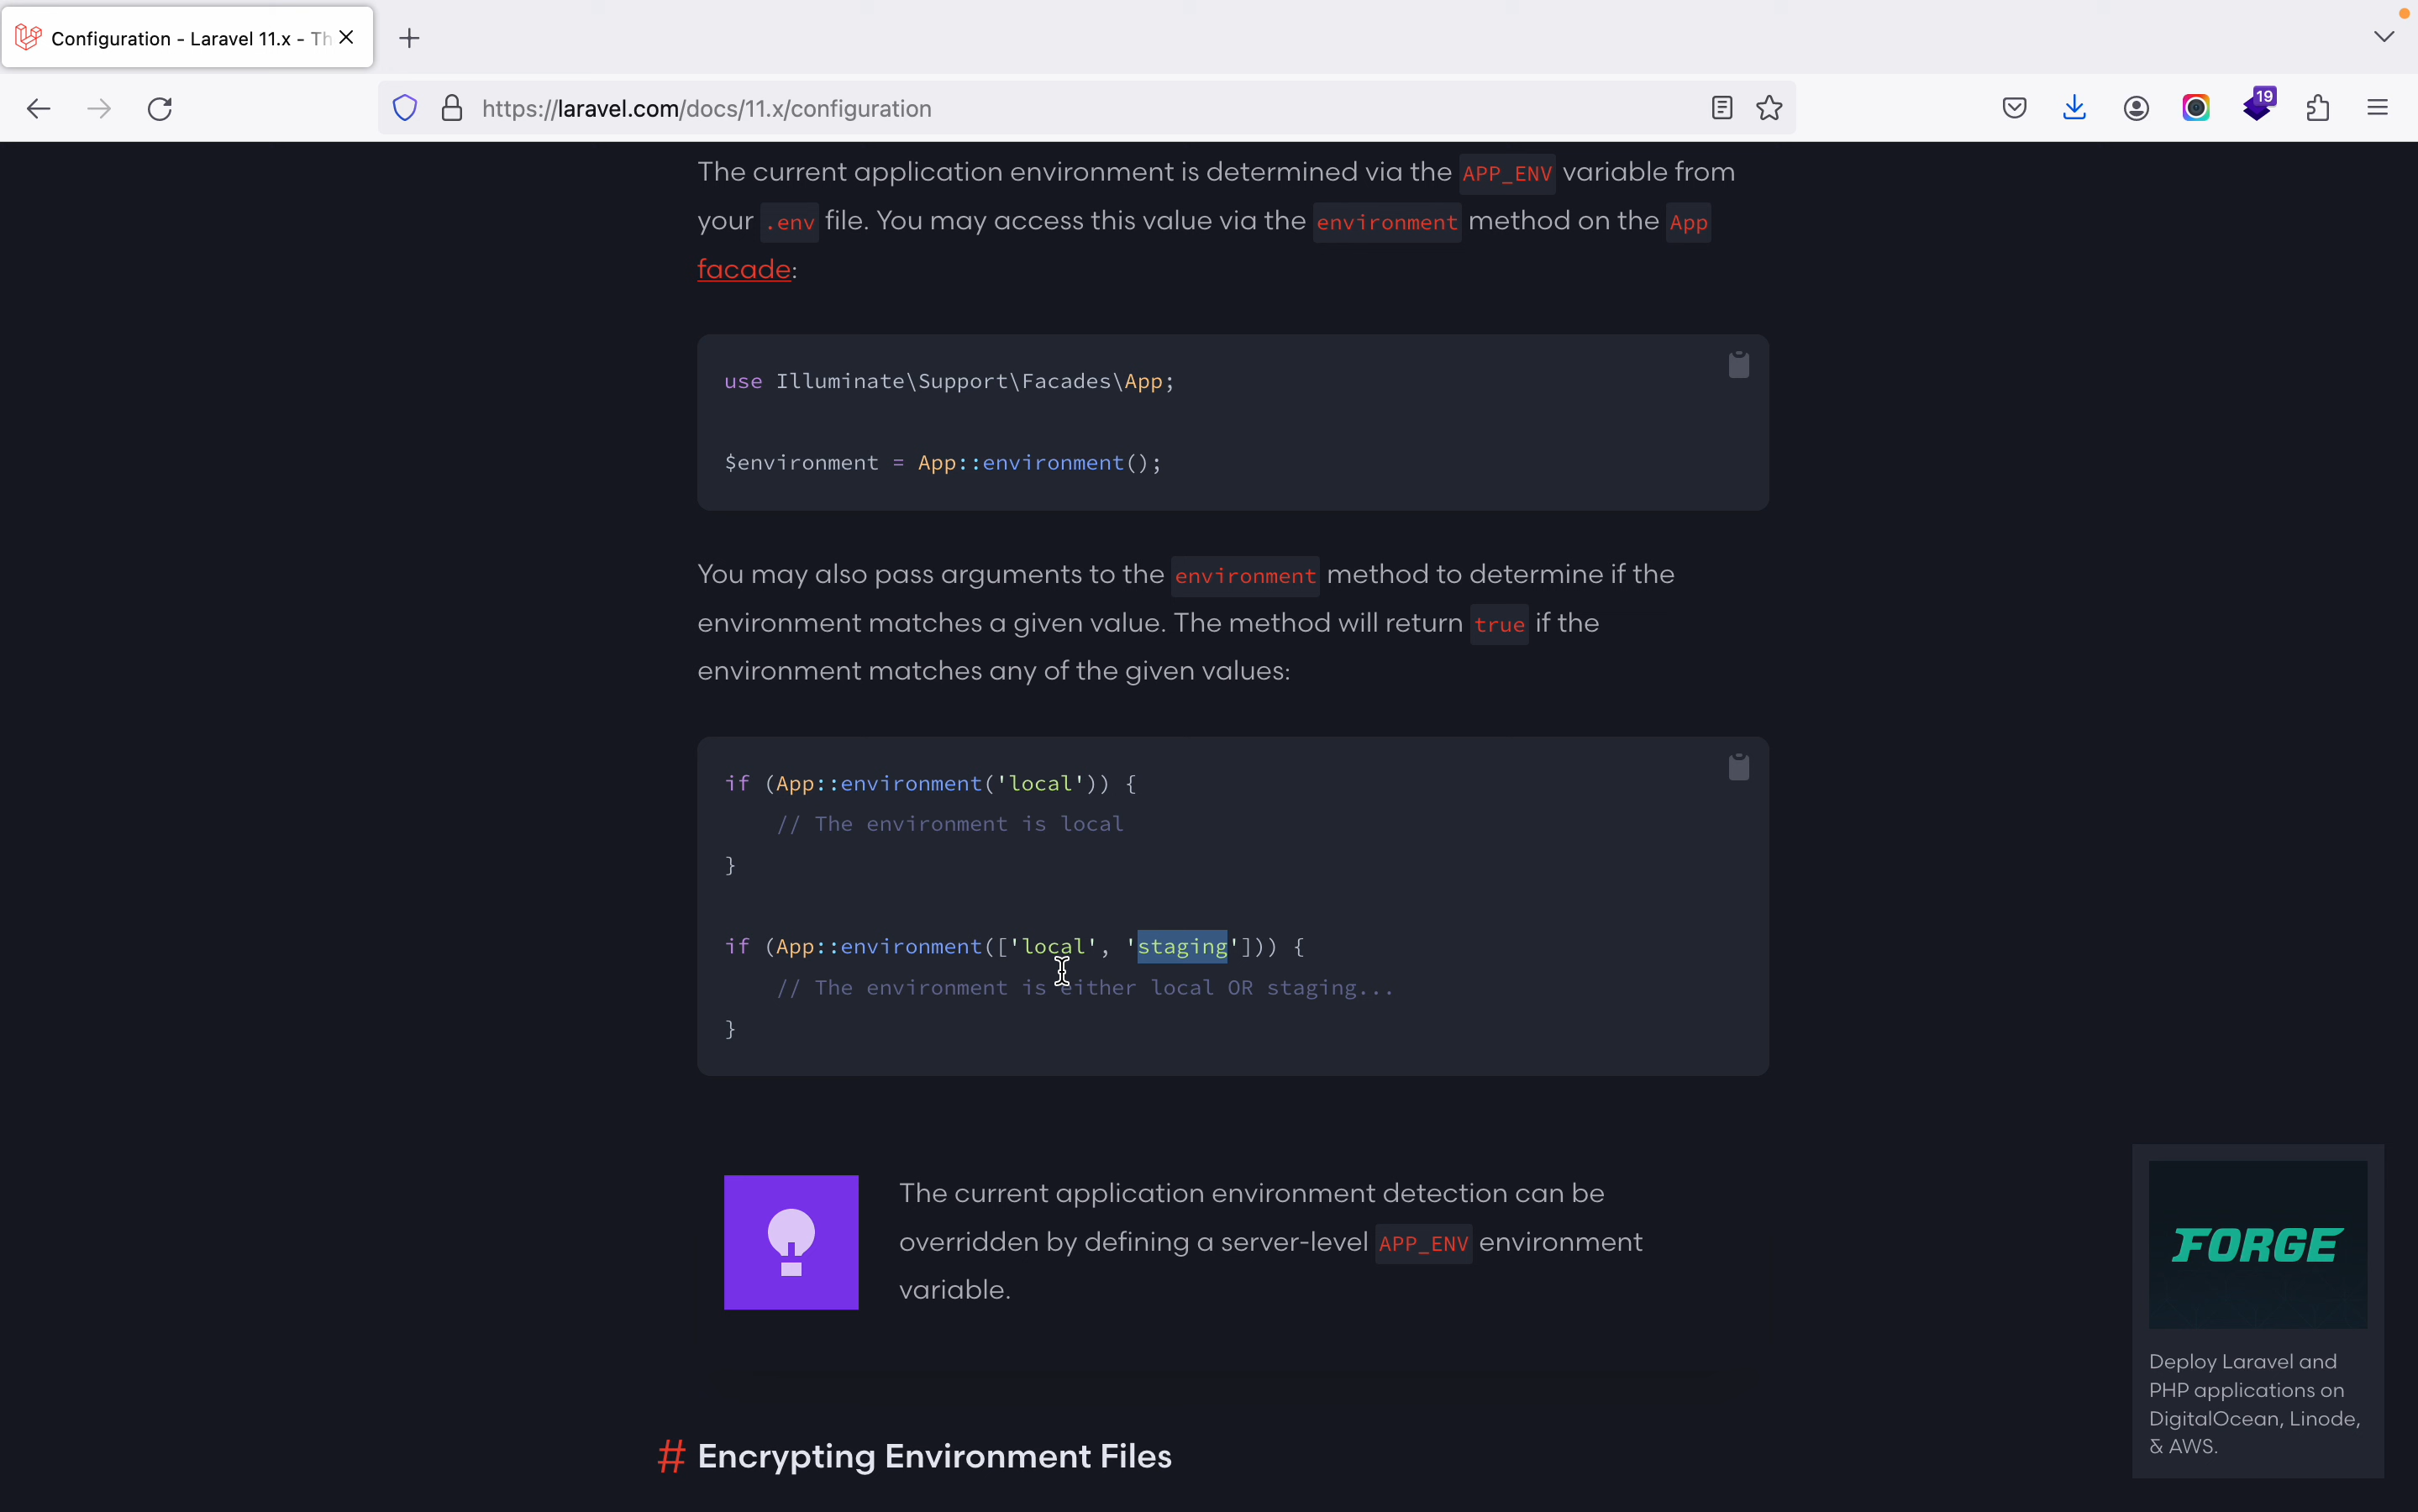 Configuration - Laravel 11.x - Th
https://laravel.com/docs/11.x/configuration
19
The current application environment is determined via the APP_ENV variable from
your .env file. You may access this value via the environment method on the App
facade:
use Illuminate\Support\Facades\App;
$environment = App::environment();
You may also pass arguments to the environment method to determine if the
environment matches a given value. The method will return true if the
environment matches any of the given values:
if (App::environment('local')) {
// The environment is local
}
if (App::environment(['local', 'staging'])) {
// The environment is either local OR staging...
}
The current application environment detection can be
overridden by defining a server-level APP_ENV environment
variable.
FORGE
Deploy Laravel and
PHP applications on
DigitalOcean, Linode,
& AWS.
# Encrypting Environment Files